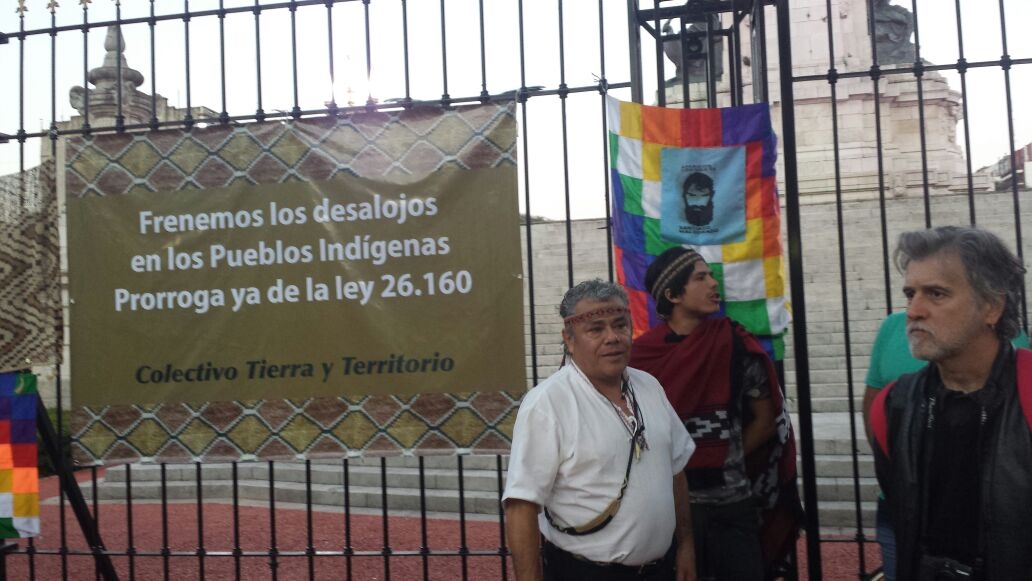 Frenemos los desalojos
en los Pueblos Indígenas
Prorroga ya de la ley 26.160
Colectivo Tierra y Territorio